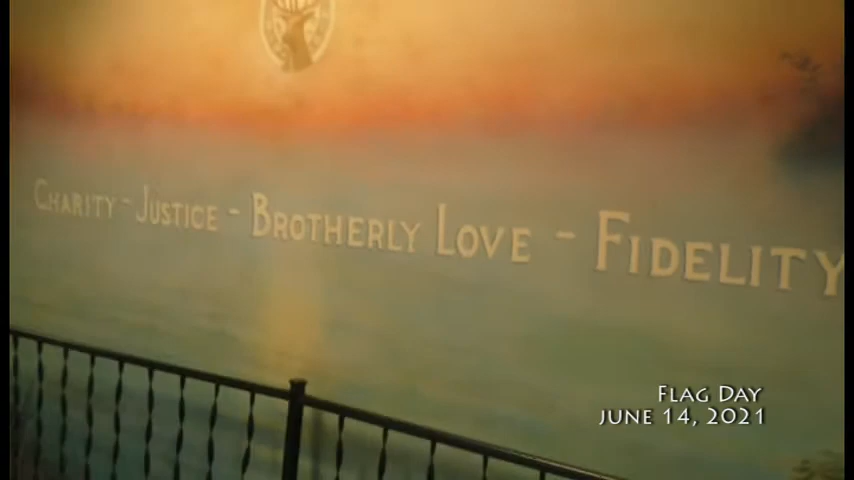 Charity - Justice - Brotherly Love - Fidelity
Flag Day
June 14, 2021